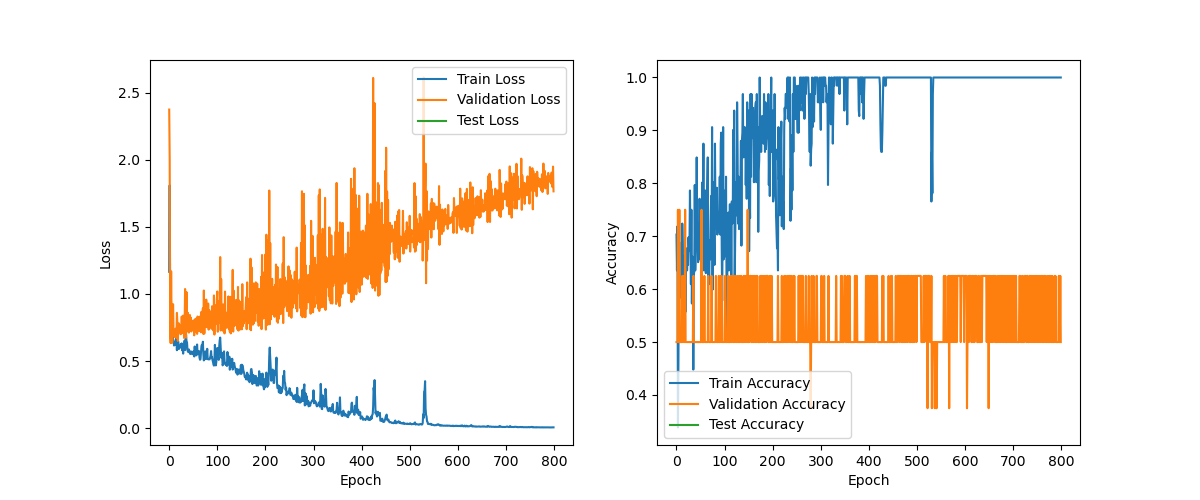 Train Loss
Validation Loss
Test Loss
2.5
2.0
1.5
1.0
0.5
0.0
Loss
0 100 200 300 400 500 600 700 800
Epoch
1.0
0.9
0.8
0.7
0.6
0.5
0.4
Accuracy
Train Accuracy
Validation Accuracy
Test Accuracy
0 100 200 300 400 500 600 700 800
Epoch